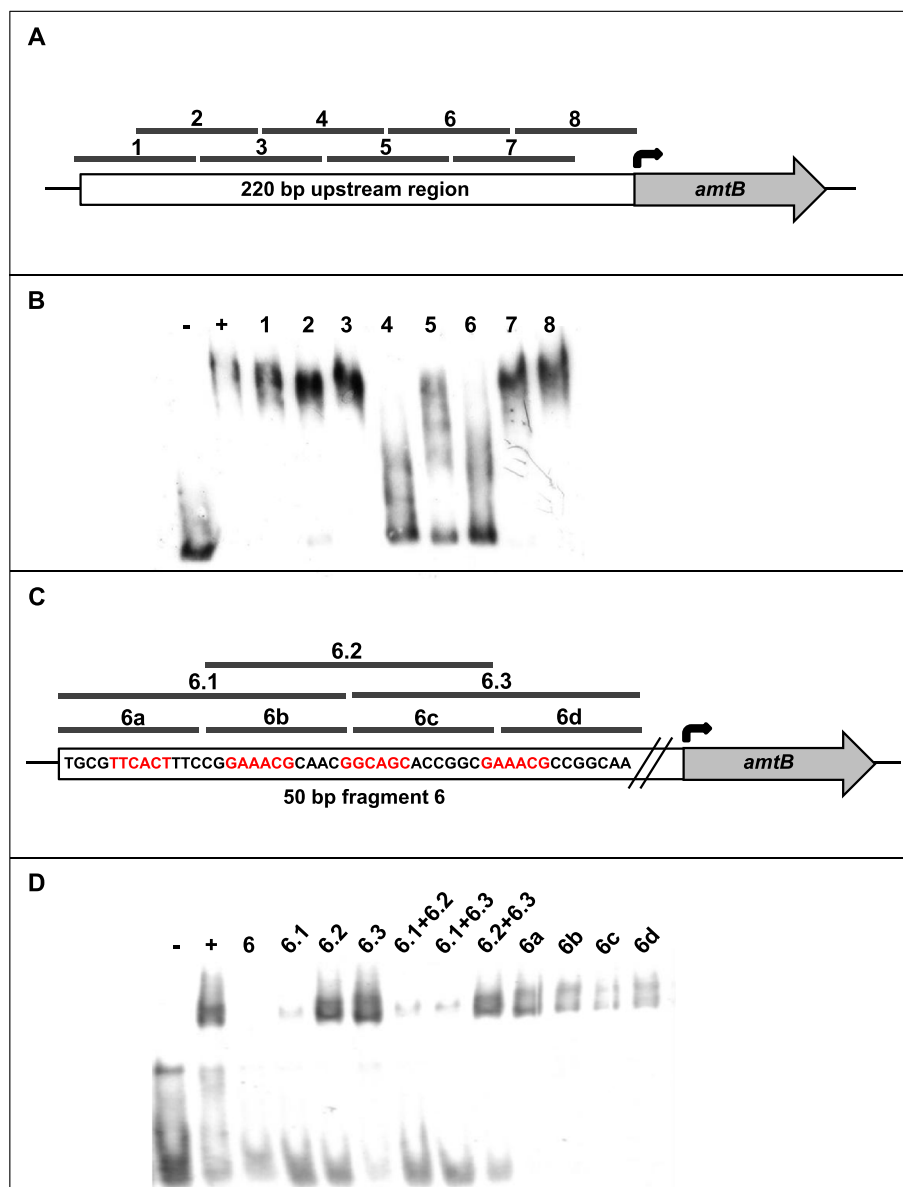 A
2 4 6 8
1 3 5 7
220 bp upstream region amtB
B
- + 1 2 3 4 5 6 7 8
C
6.2
6.1 6.3
6a 6b 6c 6d
TGCGTTCACTTTCCGGAAACGCAACGGCAGCACCGGCGAAACGCCGGCAA amtB
50 bp fragment 6
D
- + 6 6.1 6.2 6.3 6.1+6.2 6.1+6.3 6.2+6.3 6a 6b 6c 6d